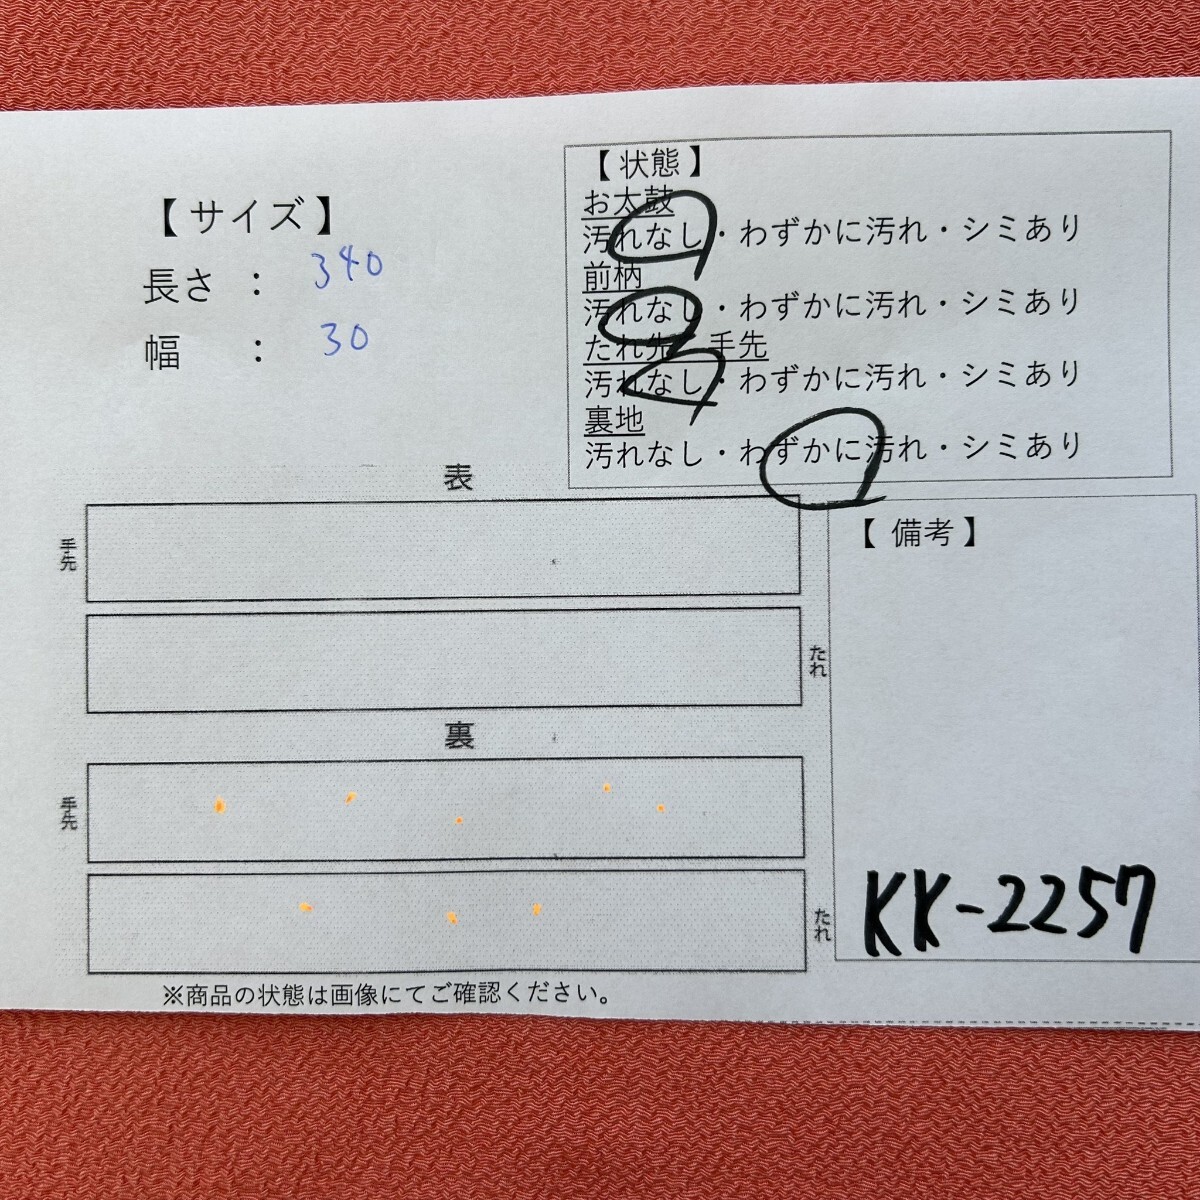 【サイズ】
長さ ： 340
幅 ： 30
【状態】
お太鼓
汚れなし・わずかに汚れ・シミあり
前柄
汚れなし・わずかに汚れ・シミあり
たれ先 手先
汚れなし・わずかに汚れ・シミあり
裏地
汚れなし・わずかに汚れ・シミあり
表
手先
たれ
裏
手先
たれ
【備考】
KK-2257
※商品の状態は画像にてご確認ください。